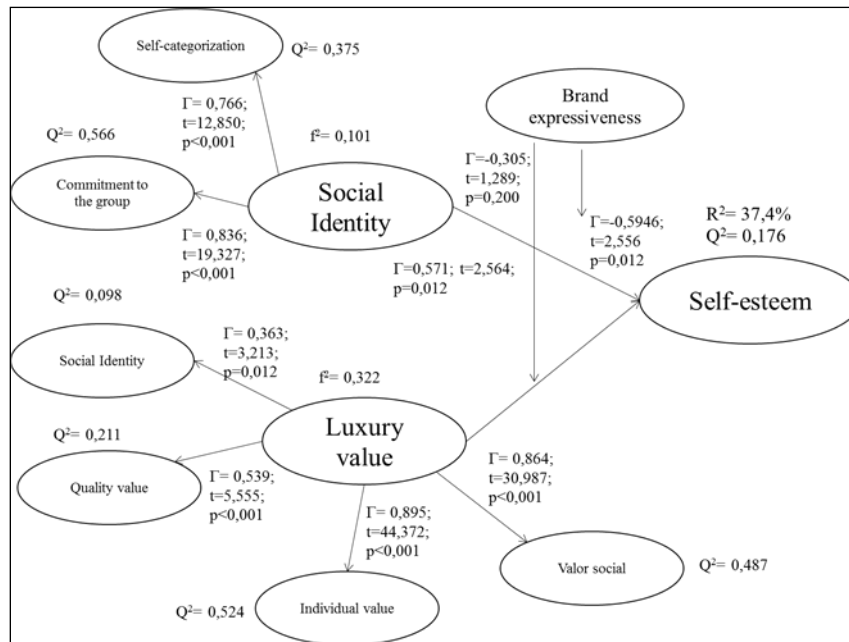 Self-categorization
Q²= 0,375
Γ= 0,766;
t=12,850;
p<0,001
Brand
expressiveness
Q²= 0,566
Commitment to
the group
Γ= 0,836;
t=19,327;
p<0,001
f²= 0,101
Social
Identity
Γ=-0,305;
t=1,289;
p=0,200
Γ=-0,5946;
t=2,556
p=0,012
R²= 37,4%
Q²= 0,176
Self-esteem
Γ=0,571; t=2,564;
p=0,012
Q²= 0,098
Social Identity
Γ= 0,363;
t=3,213;
p=0,012
f²= 0,322
Luxury
value
Q²= 0,211
Quality value
Γ= 0,539;
t=5,555;
p<0,001
Γ= 0,864;
t=30,987;
p<0,001
Γ=0,895;
t=44,372;
p<0,001
Valor social
Q²= 0,487
Q²= 0,524
Individual value